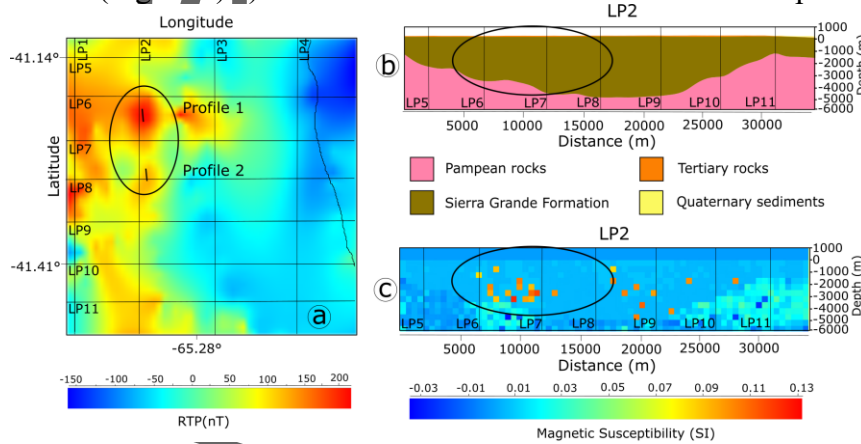 Longitude
LP1
LP2
LP3
LP4
-41.14°
LP5
LP6
Profile 1
LP7
Latitude
Profile 2
LP8
LP9
-41.41°
LP10
LP11
a
-65.28°
-150 -100 -50 0 50 100 150 200
RTP(nT)
LP2
b
1000
0
-1000
-2000
-3000
-4000
-5000
-6000
Depth (m)
LP5 LP6 LP7 LP8 LP9 LP10 LP11
5000 10000 15000 20000 25000 30000
Distance (m)
Pampean rocks
Tertiary rocks
Sierra Grande Formation
Quaternary sediments
LP2
c
1000
0
-1000
-2000
-3000
-4000
-5000
-6000
Depth (m)
LP5 LP6 LP7 LP8 LP9 LP10 LP11
5000 10000 15000 20000 25000 30000
Distance (m)
-0.03 -0.01 0.01 0.03 0.05 0.07 0.09 0.11 0.13
Magnetic Susceptibility (SI)